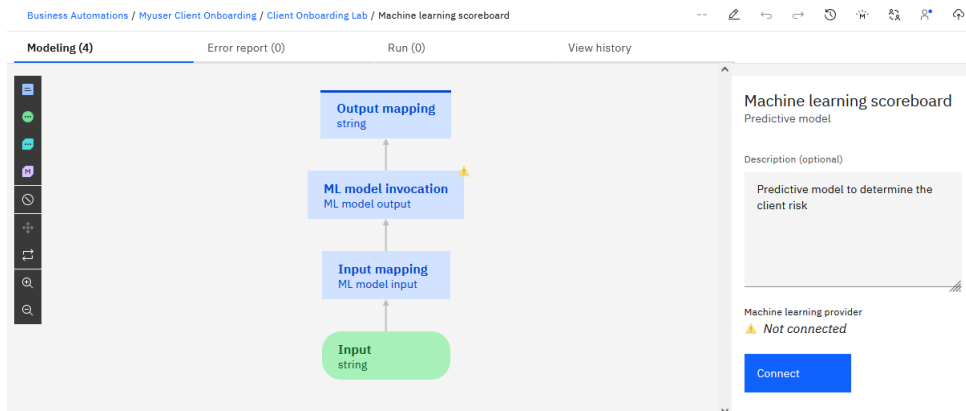 Business Automations / Myuser Client Onboarding / Client Onboarding Lab / Machine learning scoreboard
--
Modeling (4)
Error report (0)
Run (0)
View history
Output mapping
string
ML model invocation
ML model output
Input mapping
ML model input
Input
string
M
M
Machine learning scoreboard
Predictive model
Description (optional)
Predictive model to determine the
client risk
Machine learning provider
Not connected
Connect